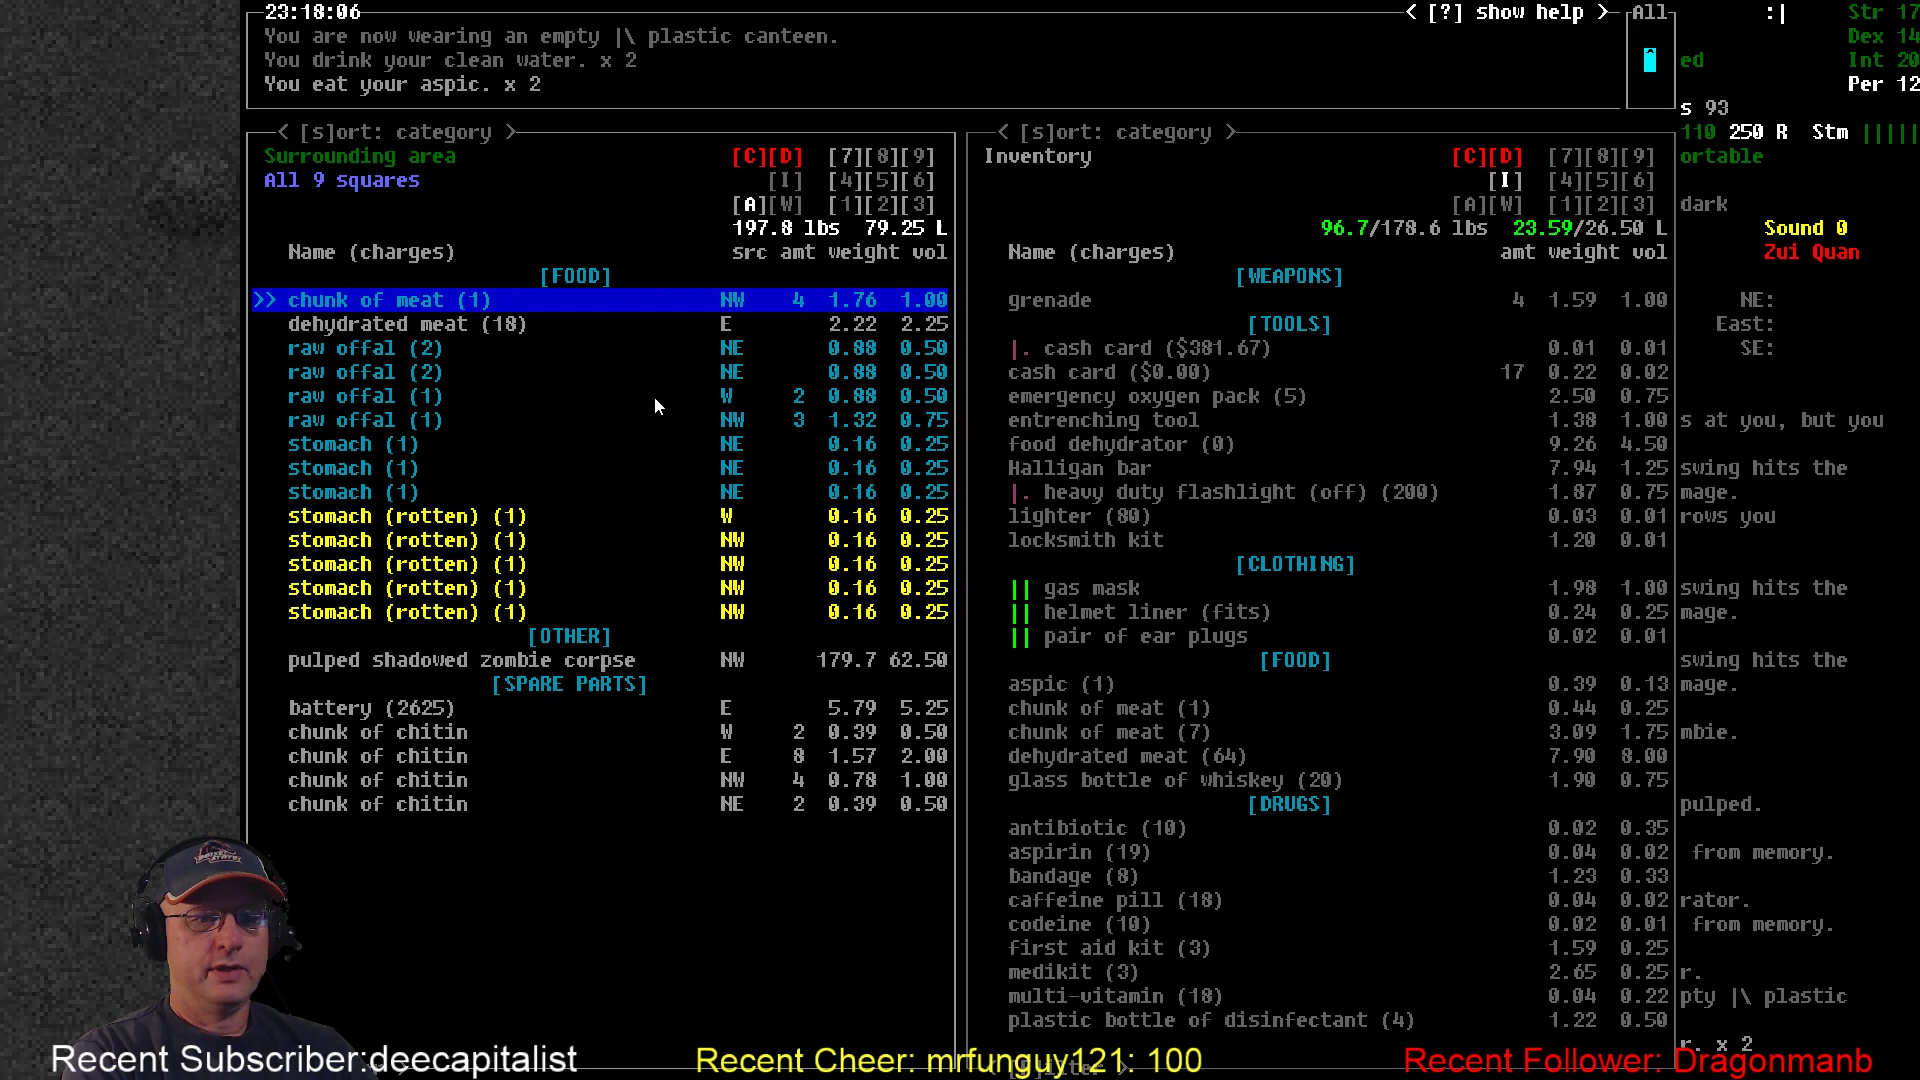 23:18:06
< [?] show help >
You are now wearing an empty |\ plastic canteen.
You drink your clean water. x 2
You eat your aspic. x 2
All
:|
Str 17
Dex 14
ed Int 20
Per 12
s 93
110 250 R Stm |||||
ortable
dark
Sound 0
Zui Quan
NE:
East:
SE:
s at you, but you
swing hits the
mage.
rows you
swing hits the
mage.
swing hits the
mage.
mbie.
pulped.
from memory.
rator.
from memory.
r.
pty |\ plastic
r. x 2
< [s]ort: category >
Surrounding area [C][D] [7][8][9]
All 9 squares [I] [4][5][6]
[A][W] [1][2][3]
197.8 lbs 79.25 L
Name (charges) src amt weight vol
[FOOD]
>> chunk of meat (1) NW 4 1.76 1.00
dehydrated meat (18) E 2.22 2.25
raw offal (2) NE 0.88 0.50
raw offal (2) NE 0.88 0.50
raw offal (1) W 2 0.88 0.50
raw offal (1) NW 3 1.32 0.75
stomach (1) NE 0.16 0.25
stomach (1) NE 0.16 0.25
stomach (1) NE 0.16 0.25
stomach (rotten) (1) W 0.16 0.25
stomach (rotten) (1) NW 0.16 0.25
stomach (rotten) (1) NW 0.16 0.25
stomach (rotten) (1) NW 0.16 0.25
stomach (rotten) (1) NW 0.16 0.25
[OTHER]
pulped shadowed zombie corpse NW 179.7 62.50
[SPARE PARTS]
battery (2625) E 5.79 5.25
chunk of chitin W 2 0.39 0.50
chunk of chitin E 8 1.57 2.00
chunk of chitin NW 4 0.78 1.00
chunk of chitin NE 2 0.39 0.50
< [s]ort: category >
Inventory [C][D] [7][8][9]
[I] [4][5][6]
[A][W] [1][2][3]
96.7/178.6 lbs 23.59/26.50 L
Name (charges) amt weight vol
[WEAPONS]
grenade 4 1.59 1.00
[TOOLS]
|. cash card ($381.67) 0.01 0.01
cash card ($0.00) 17 0.22 0.02
emergency oxygen pack (5) 2.50 0.75
entrenching tool 1.38 1.00
food dehydrator (0) 9.26 4.50
Halligan bar 7.94 1.25
|. heavy duty flashlight (off) (200) 1.87 0.75
lighter (80) 0.03 0.01
locksmith kit 1.20 0.01
[CLOTHING]
|| gas mask 1.98 1.00
|| helmet liner (fits) 0.24 0.25
|| pair of ear plugs 0.02 0.01
[FOOD]
aspic (1) 0.39 0.13
chunk of meat (1) 0.44 0.25
chunk of meat (7) 3.09 1.75
dehydrated meat (64) 7.90 8.00
glass bottle of whiskey (20) 1.90 0.75
[DRUGS]
antibiotic (10) 0.02 0.35
aspirin (19) 0.04 0.02
bandage (8) 1.23 0.33
caffeine pill (18) 0.04 0.02
codeine (10) 0.02 0.01
first aid kit (3) 1.59 0.25
medikit (3) 2.65 0.25
multi-vitamin (18) 0.04 0.22
plastic bottle of disinfectant (4) 1.22 0.50
Recent Subscriber:deecapitalist
Recent Cheer: mrfunguy121: 100
Recent Follower: Dragonmanb